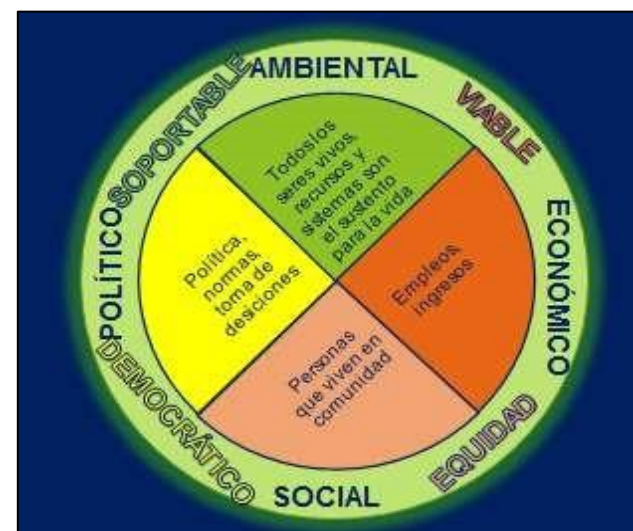 AMBIENTAL
VIABLE
ECONÓMICO
EQUIDAD
SOCIAL
DEMOCRÁTICO
POLÍTICO
SOPORTABLE
Todos los
seres vivos,
recursos y
sistemas son
el sustento
para la vida
Empleos,
ingresos
Personas
que viven en
comunidad
Política,
normas,
toma de
desiciones